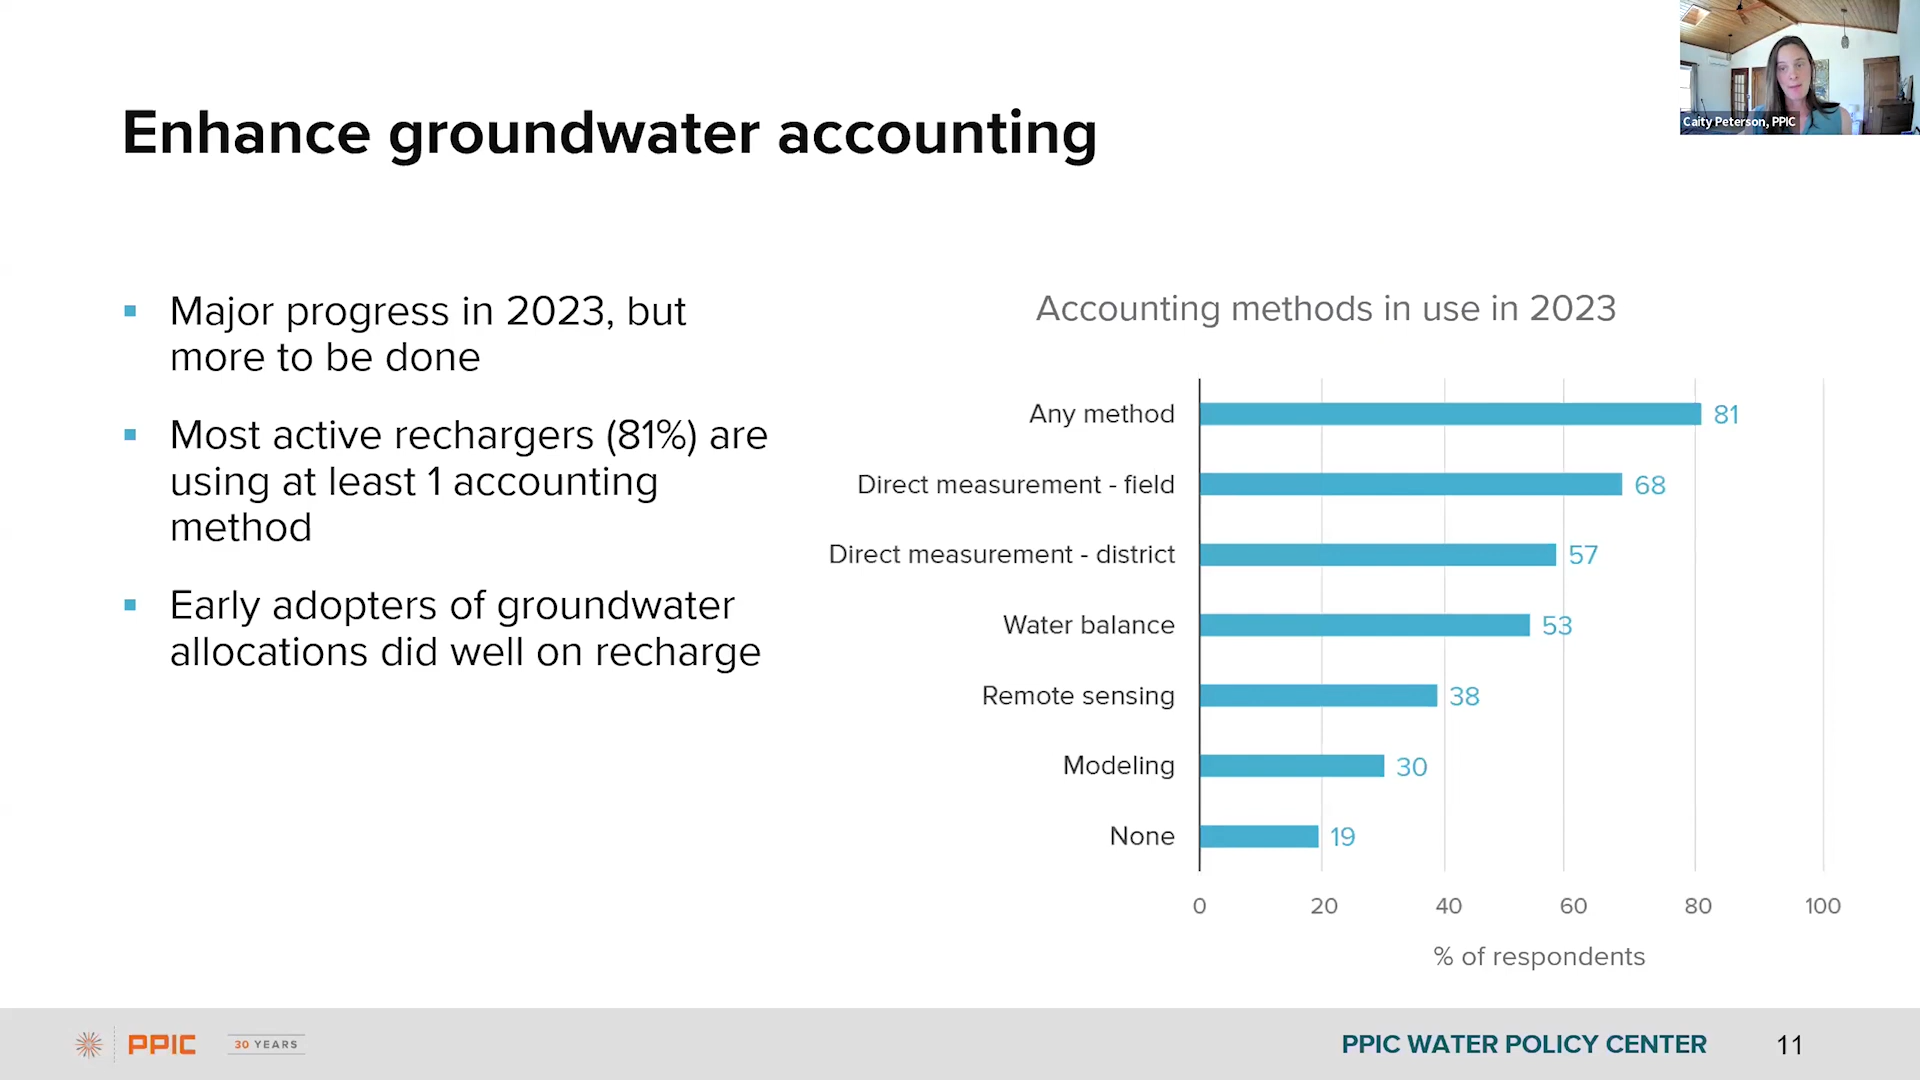 Caity Peterson, PPIC
Enhance groundwater accounting
Major progress in 2023, but
more to be done
Most active rechargers (81%) are
using at least 1 accounting
method
Early adopters of groundwater
allocations did well on recharge
Accounting methods in use in 2023
Any method 81
Direct measurement - field 68
Direct measurement - district 57
Water balance 53
Remote sensing 38
Modeling 30
None 19
0 20 40 60 80 100
% of respondents
PPIC 30 YEARS
PPIC WATER POLICY CENTER 11